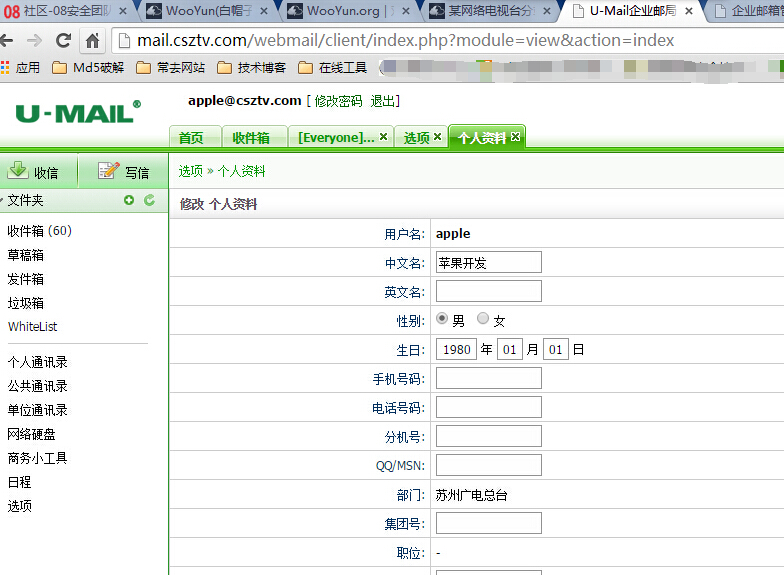 08 社区-08安全团队 × WooYun(白帽子 × WooYun.org | × 某网络电视台分 × U-Mail企业邮局 × 企业邮箱管
mail.csztv.com/webmail/client/index.php?module=view&action=index
应用 Md5破解 常去网站 技术博客 在线工具
U-MAIL®
apple@csztv.com [ 修改密码 退出]
首页 收件箱 [Everyone]... × 选项 × 个人资料
收信 写信
选项 » 个人资料
文件夹
修改 个人资料
收件箱 (60)
草稿箱
发件箱
垃圾箱
WhiteList
个人通讯录
公共通讯录
单位通讯录
网络硬盘
商务小工具
日程
选项
用户名: apple
中文名: 苹果开发
英文名:
性别: 男 女
生日: 1980 年 01 月 01 日
手机号码:
电话号码:
分机号:
QQ/MSN:
部门: 苏州广电总台
集团号:
职位: -